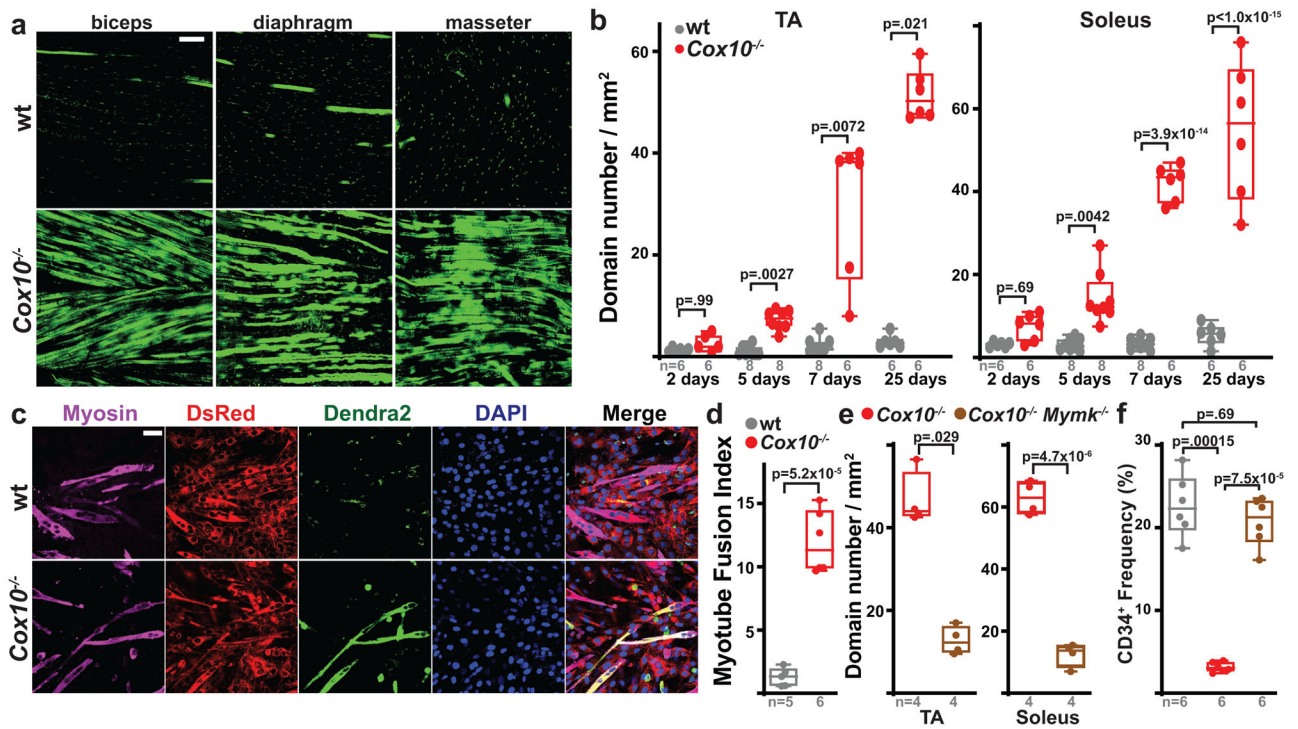 a
biceps
diaphragm
masseter
wt
Cox10-/-
b
TA
Soleus
wt
Cox10-/-
Domain number / mm2
60
40
20
p=.99
p=.0027
p=.0072
p=.021
n=6 6 8 8 8 6 6 6
2 days 5 days 7 days 25 days
80
60
40
20
p=.69
p=.0042
p=3.9x10-14
p<1.0x10-15
n=6 6 8 8 8 6 6 6
2 days 5 days 7 days 25 days
c
Myosin DsRed Dendra2 DAPI Merge
wt
Cox10-/-
d
wt
Cox10-/-
Myotube Fusion Index
p=5.2x10-5
15
10
5
n=5 6
e
Cox10-/- Cox10-/- Mymk-/-
Domain number / mm2
p=.029
40
20
n=4 4
TA
p=4.7x10-6
60
40
20
4 4
Soleus
f
CD34+ Frequency (%)
p=.69
p=.00015
p=7.5x10-5
30
20
10
n=6 6 6